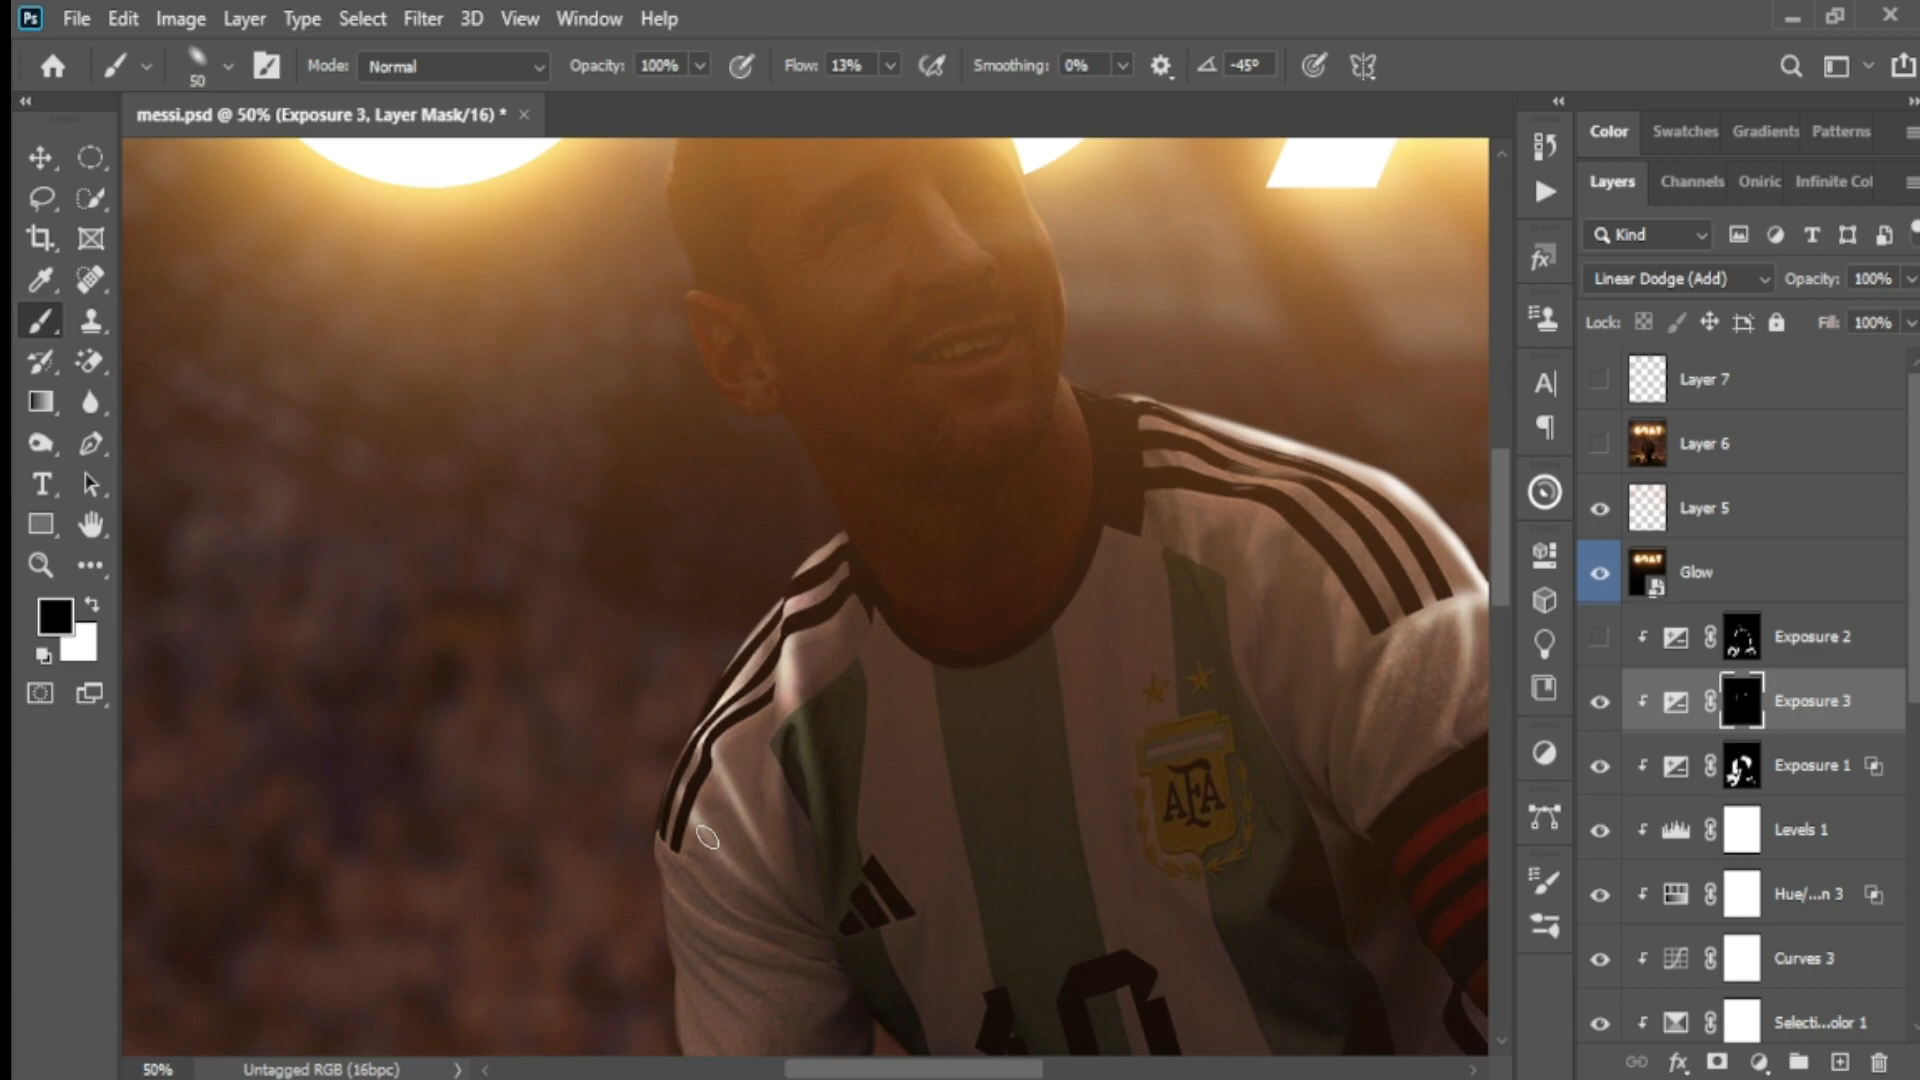 Ps File Edit Image Layer Type Select Filter 3D View Window Help
50 Mode: Normal Opacity: 100% Flow: 13% Smoothing: 0% -45°
messi.psd @ 50% (Exposure 3, Layer Mask/16) * ×
Color Swatches Gradients Patterns
Layers Channels Oniric Infinite Col
Kind
Linear Dodge (Add) Opacity: 100%
Lock: Fill: 100%
Layer 7
Layer 6
Layer 5
Glow
Exposure 2
Exposure 3
Exposure 1
Levels 1
Hue/...n 3
Curves 3
Selecti...olor 1
AFA
10
50% Untagged RGB (16bpc)